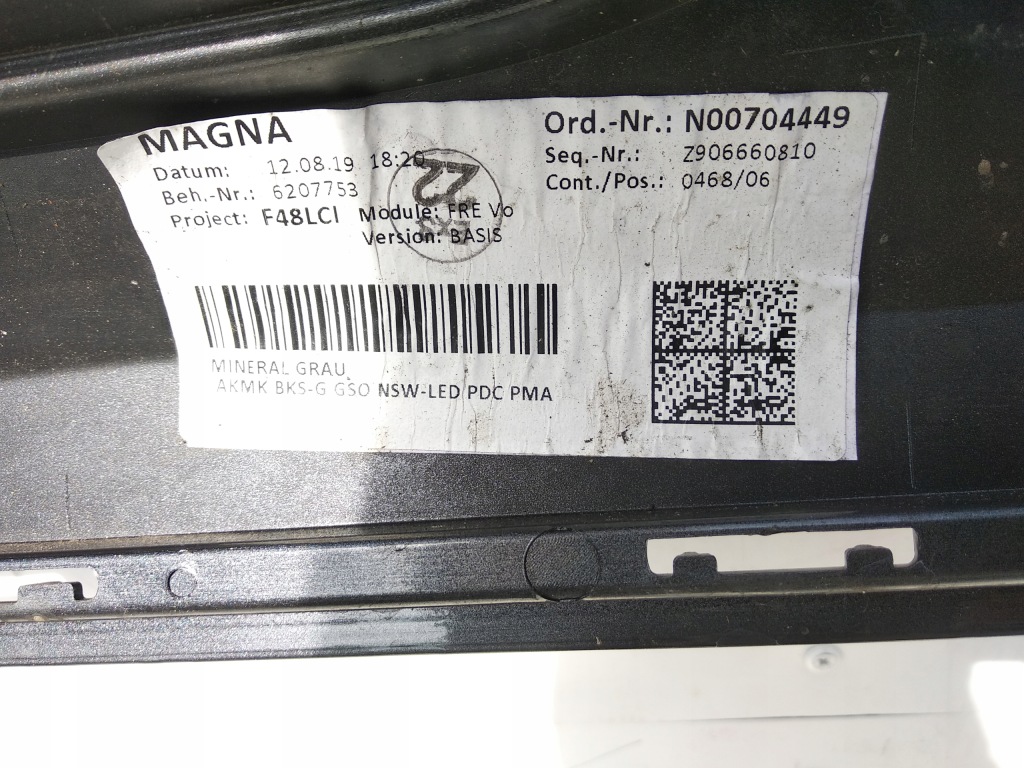 MAGNA
Datum: 12.08.19 18:20
Beh.-Nr.: 6207753
Project: F48LCI Module: FRE Vo
Version: BASIS
Ord.-Nr.: N00704449
Seq.-Nr.: Z906660810
Cont./Pos.: 0468/06
22
MINERAL GRAU,
AKMK BKS-G GSO NSW-LED PDC PMA